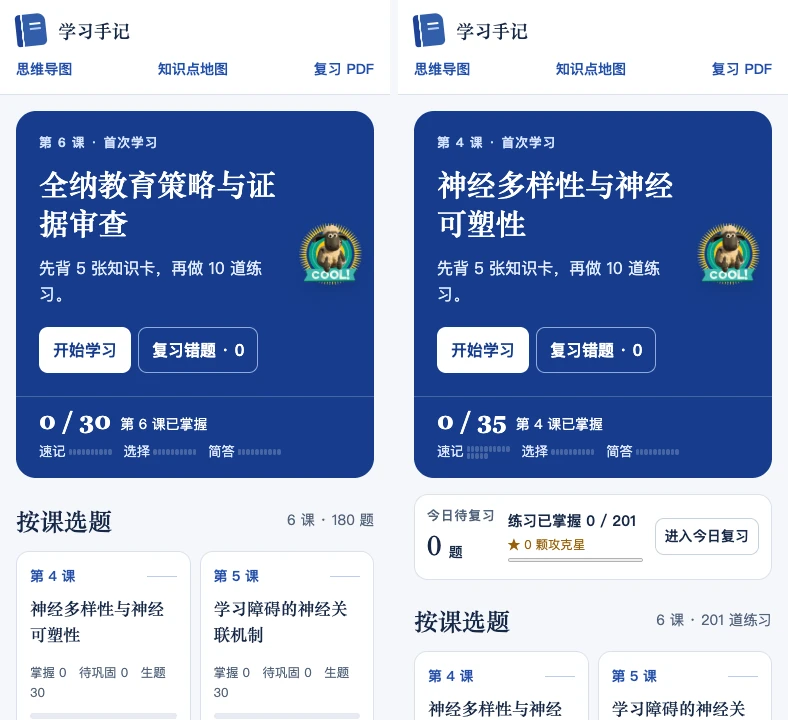 学习手记
思维导图
知识点地图
复习 PDF
第 6 课 · 首次学习
全纳教育策略与证
据审查
先背 5 张知识卡，再做 10 道练
习。
COOL!
开始学习
复习错题 · 0
0 / 30 第 6 课已掌握
速记 选择 简答
按课选题
6 课 · 180 题
第 4 课
神经多样性与神经
可塑性
掌握 0 待巩固 0 生题
30
第 5 课
学习障碍的神经关
联机制
掌握 0 待巩固 0 生题
30
学习手记
思维导图
知识点地图
复习 PDF
第 4 课 · 首次学习
神经多样性与神经
可塑性
先背 5 张知识卡，再做 10 道练
习。
COOL!
开始学习
复习错题 · 0
0 / 35 第 4 课已掌握
速记 选择 简答
今日待复习
0 题
练习已掌握 0 / 201
★ 0 颗攻克星
进入今日复习
按课选题
6 课 · 201 道练习
第 4 课
神经多样性与神经
第 5 课
学习障碍的神经关